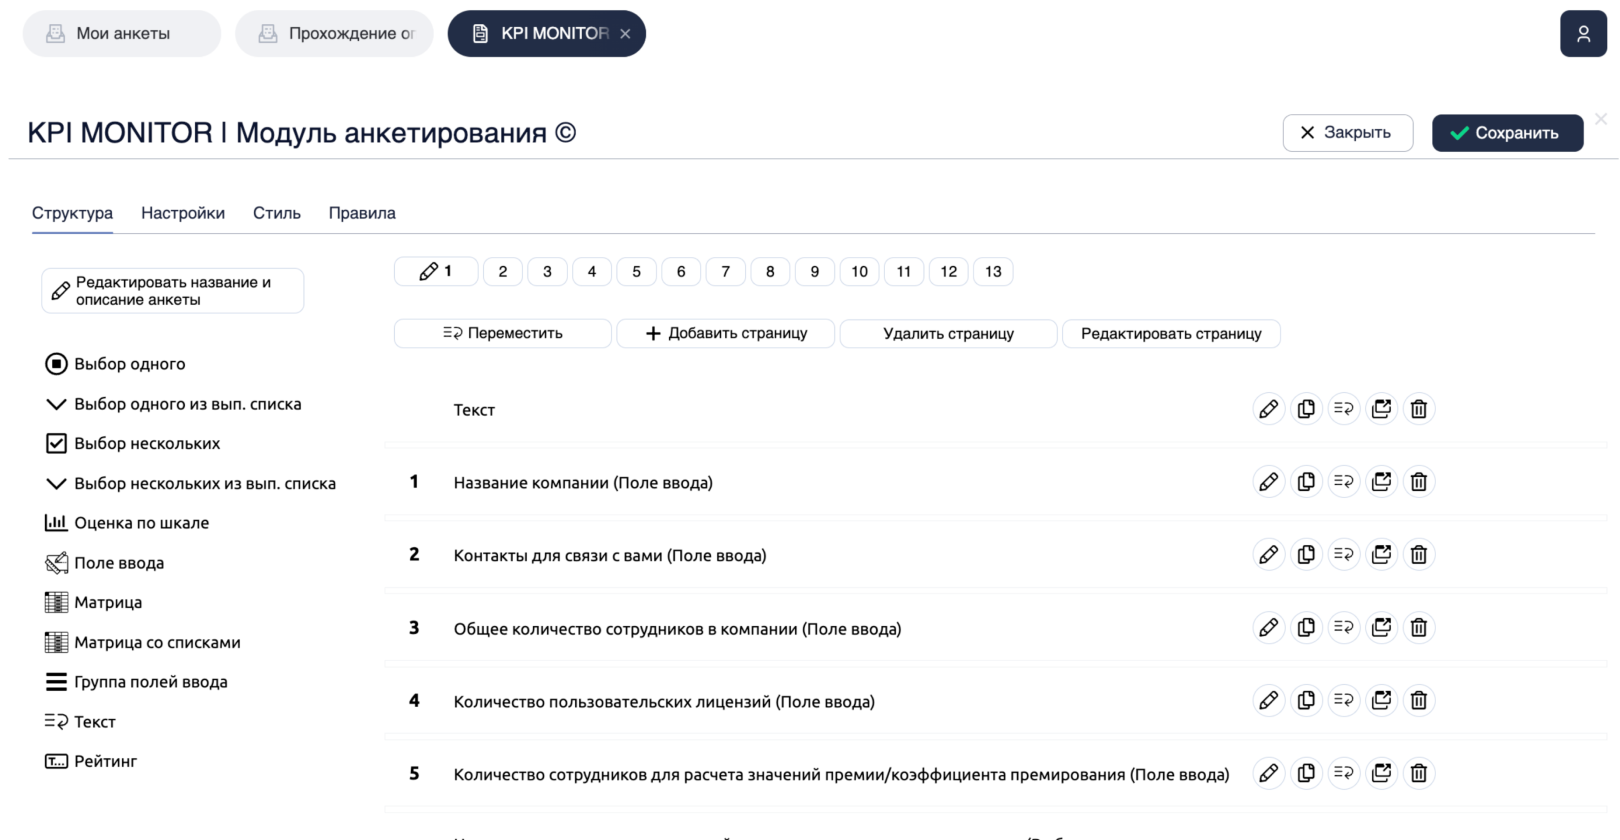 Мои анкеты
Прохождение
KPI MONITOR
KPI MONITOR | Модуль анкетирования ©
Закрыть
Сохранить
Структура Настройки Стиль Правила
Редактировать название и
описание анкеты
1 2 3 4 5 6 7 8 9 10 11 12 13
Переместить
Добавить страницу
Удалить страницу
Редактировать страницу
Выбор одного
Выбор одного из вып. списка
Выбор нескольких
Выбор нескольких из вып. списка
Оценка по шкале
Поле ввода
Матрица
Матрица со списками
Группа полей ввода
Текст
Рейтинг
Текст
1 Название компании (Поле ввода)
2 Контакты для связи с вами (Поле ввода)
3 Общее количество сотрудников в компании (Поле ввода)
4 Количество пользовательских лицензий (Поле ввода)
5 Количество сотрудников для расчета значений премии/коэффициента премирования (Поле ввода)